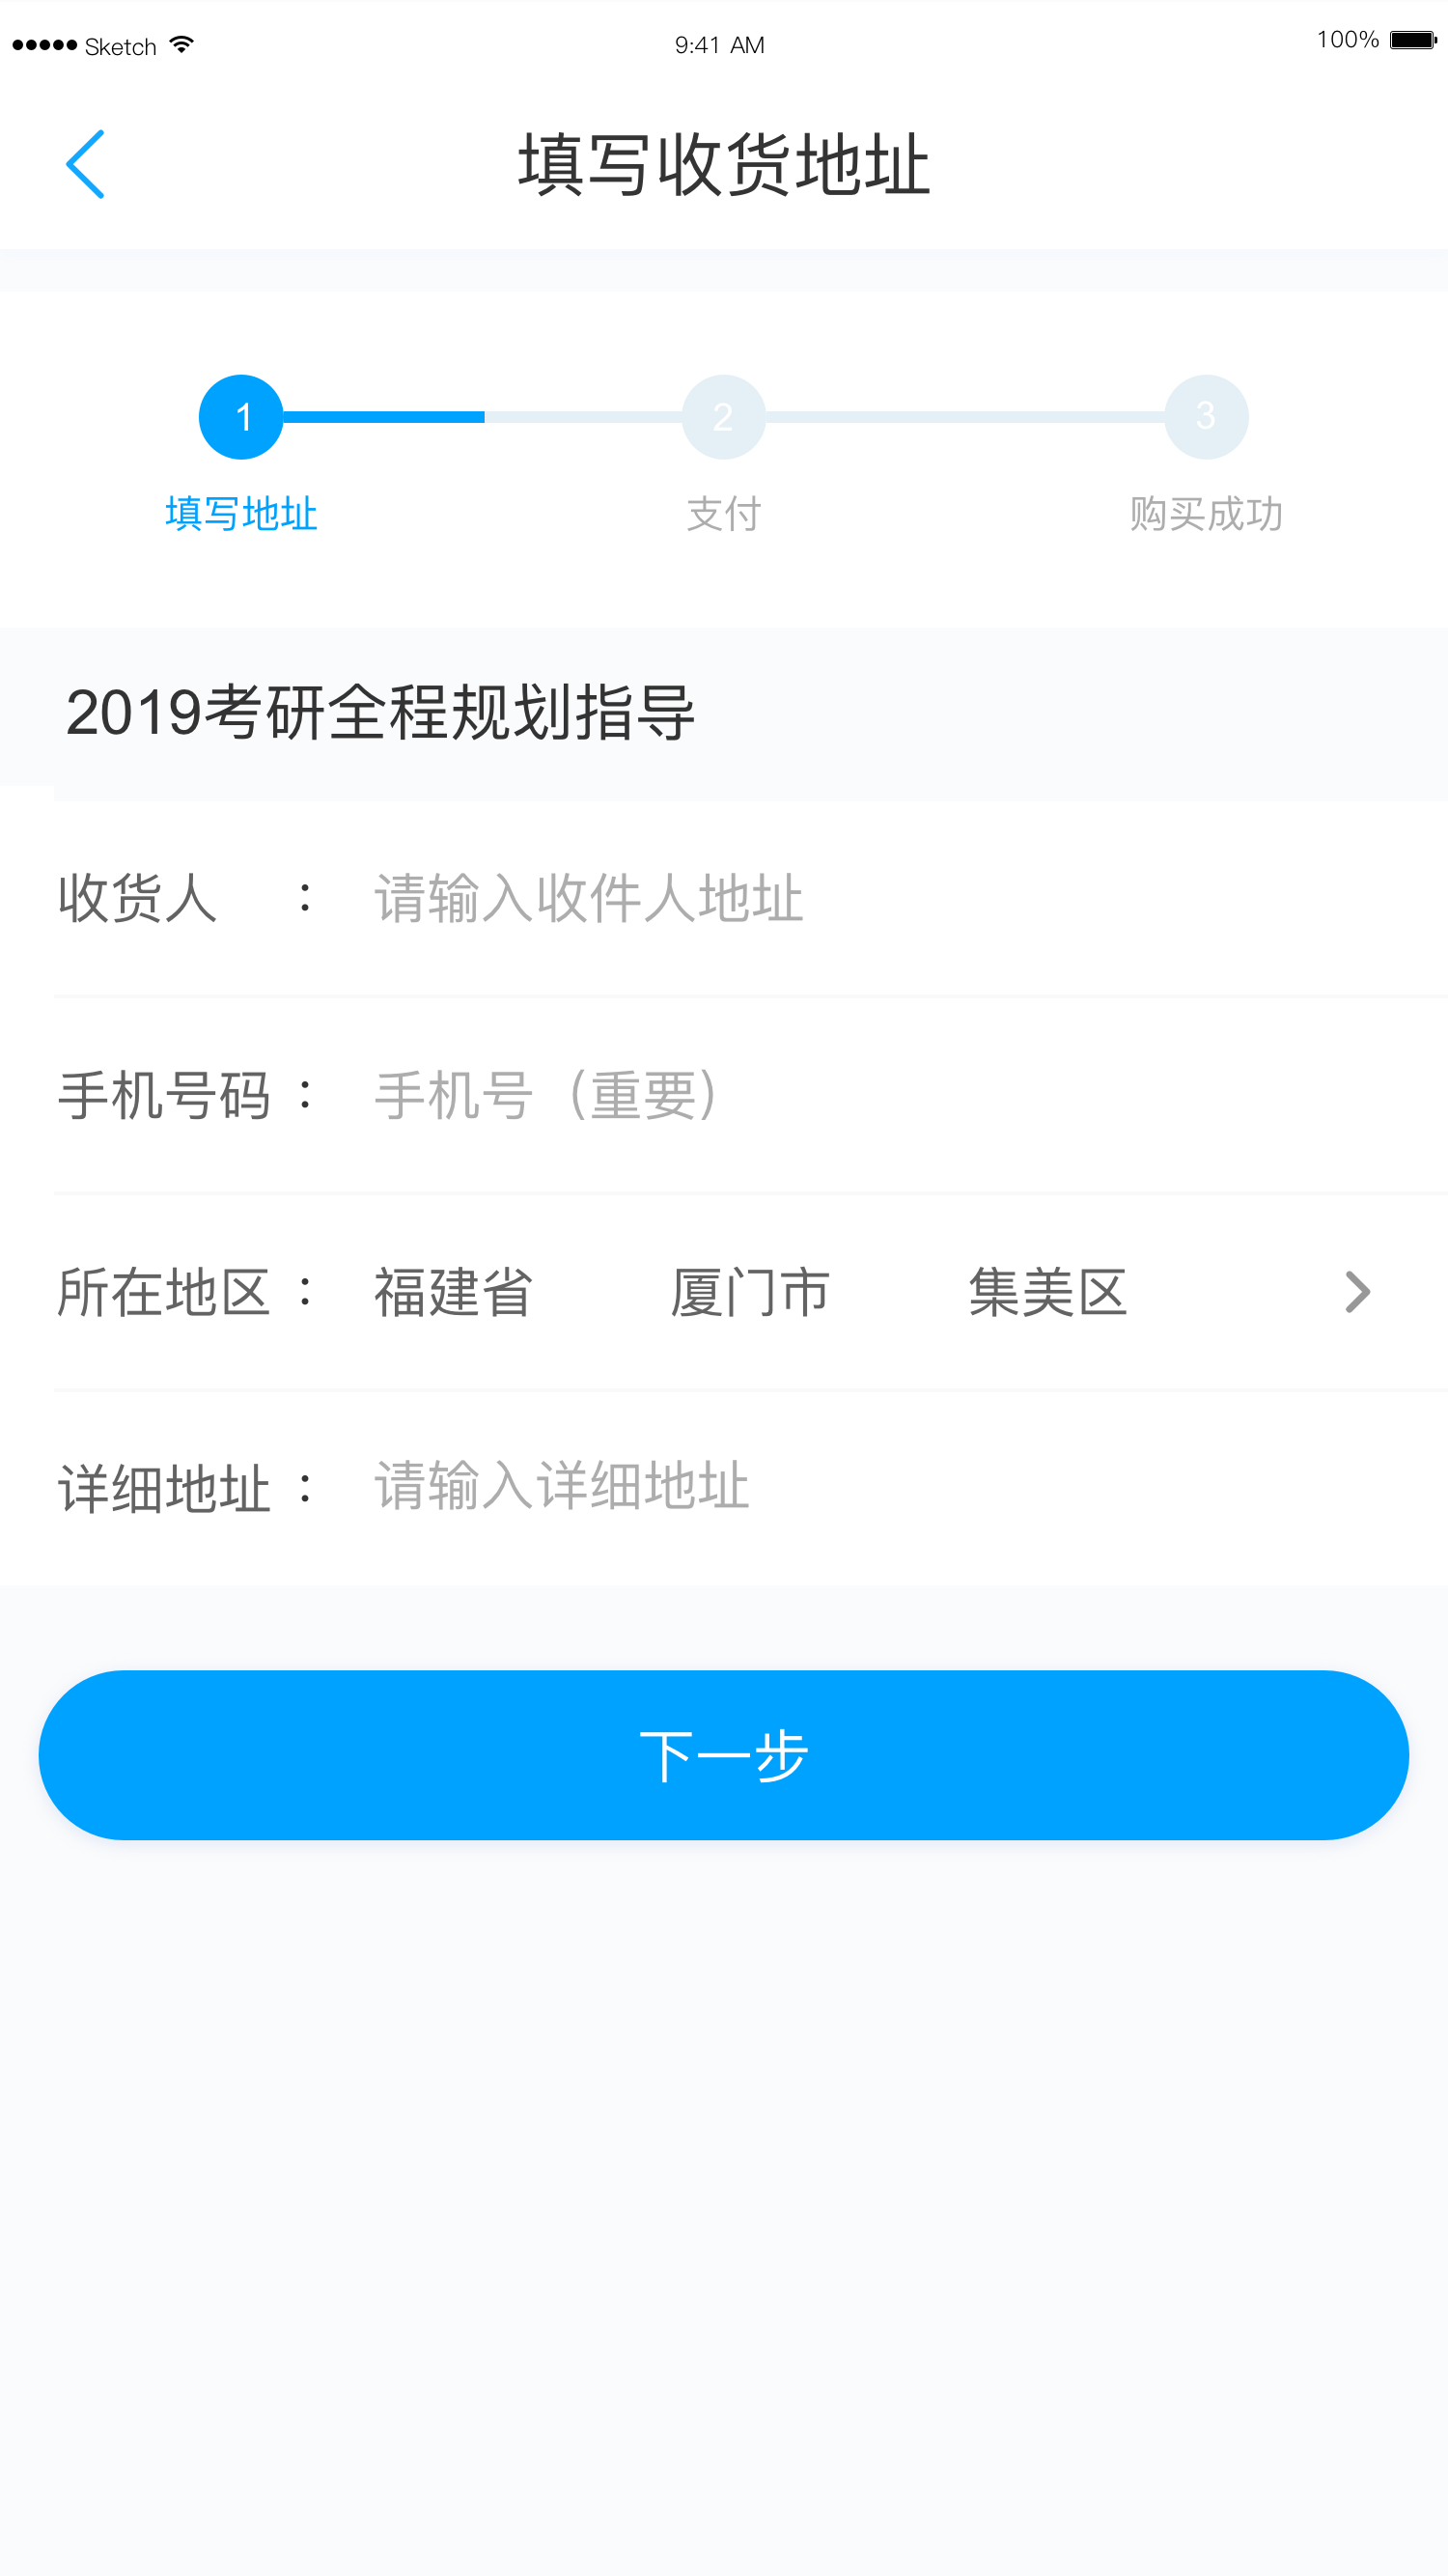 Sketch 9:41 AM 100%
填写收货地址
1 2 3
填写地址 支付 购买成功
2019考研全程规划指导
收货人 : 请输入收件人地址
手机号码 : 手机号（重要）
所在地区 : 福建省 厦门市 集美区
详细地址 : 请输入详细地址
下一步